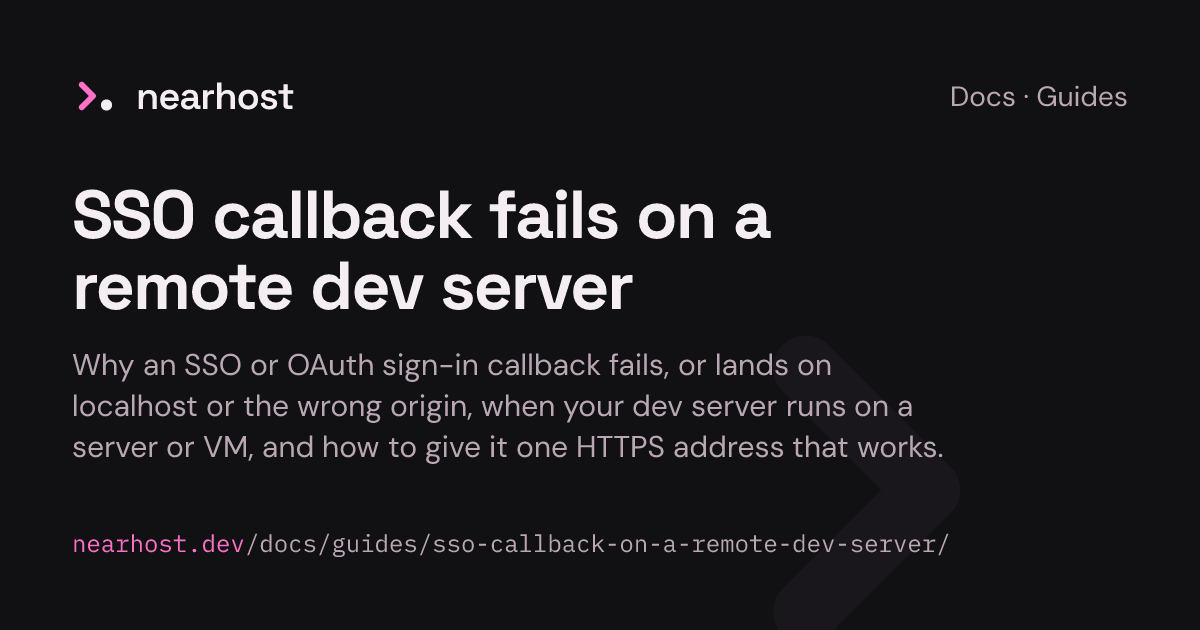 nearhost
Docs · Guides
SSO callback fails on a
remote dev server
Why an SSO or OAuth sign-in callback fails, or lands on
localhost or the wrong origin, when your dev server runs on a
server or VM, and how to give it one HTTPS address that works.
nearhost.dev/docs/guides/sso-callback-on-a-remote-dev-server/